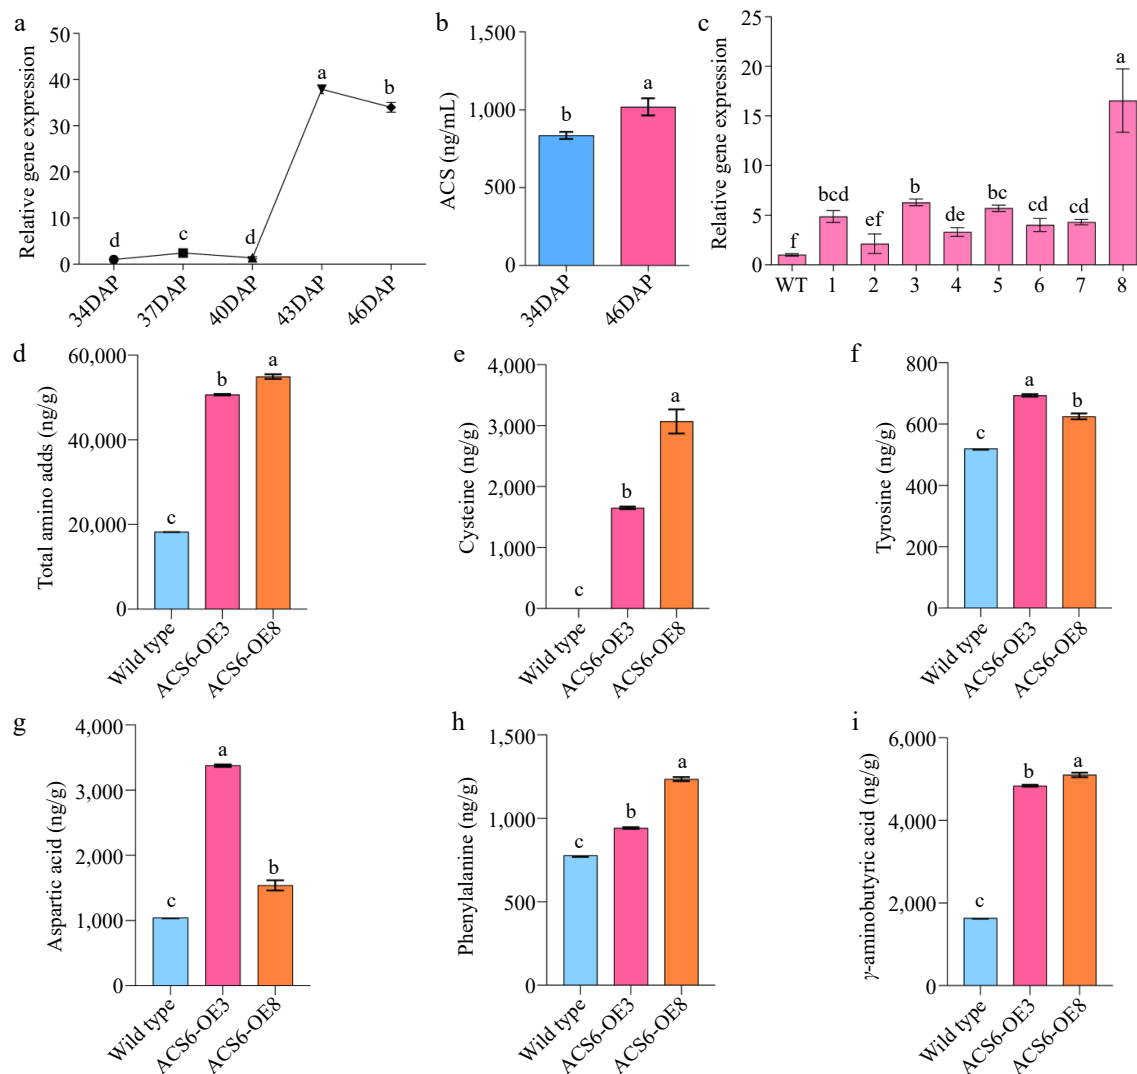 a
Relative gene expression
50
40
30
20
10
0
d
c
d
a
b
34DAP
37DAP
40DAP
43DAP
46DAP
b
ACS (ng/mL)
1,500
1,000
500
0
b
a
34DAP
46DAP
c
Relative gene expression
25
20
15
10
5
0
f
bcd
ef
b
de
bc
cd
cd
a
WT
1
2
3
4
5
6
7
8
d
Total amino adds (ng/g)
60,000
40,000
20,000
0
c
b
a
Wild type
ACS6-OE3
ACS6-OE8
e
Cysteine (ng/g)
4,000
3,000
2,000
1,000
0
c
b
a
Wild type
ACS6-OE3
ACS6-OE8
f
Tyrosine (ng/g)
800
600
400
200
0
c
a
b
Wild type
ACS6-OE3
ACS6-OE8
g
Aspartic acid (ng/g)
4,000
3,000
2,000
1,000
0
c
a
b
Wild type
ACS6-OE3
ACS6-OE8
h
Phenylalanine (ng/g)
1,500
1,000
500
0
c
b
a
Wild type
ACS6-OE3
ACS6-OE8
i
γ-aminobutyric acid (ng/g)
6,000
4,000
2,000
0
c
b
a
Wild type
ACS6-OE3
ACS6-OE8